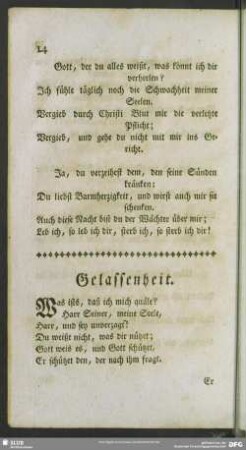 24
Gott, der du alles weißt, was könnt ich dir
verheelen?
Ich fühle täglich noch die Schwachheit meiner
Seelen.
Vergieb durch Christi Blut mir die verletzte
Pflicht;
Vergieb, und gehe du nicht mit mir ins Ge-
richt.
Ja, du verzeihest dem, den seine Sünden
kränken;
Du liebst Barmherzigkeit, und wirst auch mir sie
schenken.
Auch diese Nacht bist du der Wächter über mir;
Leb ich, so leb ich dir, sterb ich, so sterb ich dir!
Gelassenheit.
Was ists, daß ich mich quäle?
Harr Seiner, meine Seele,
Harr, und sey unverzagt!
Du weißt nicht, was dir nützet;
Gott weis es, und Gott schützet,
Er schützet den, der nach ihm fragt.
Er
SLUB
DFG